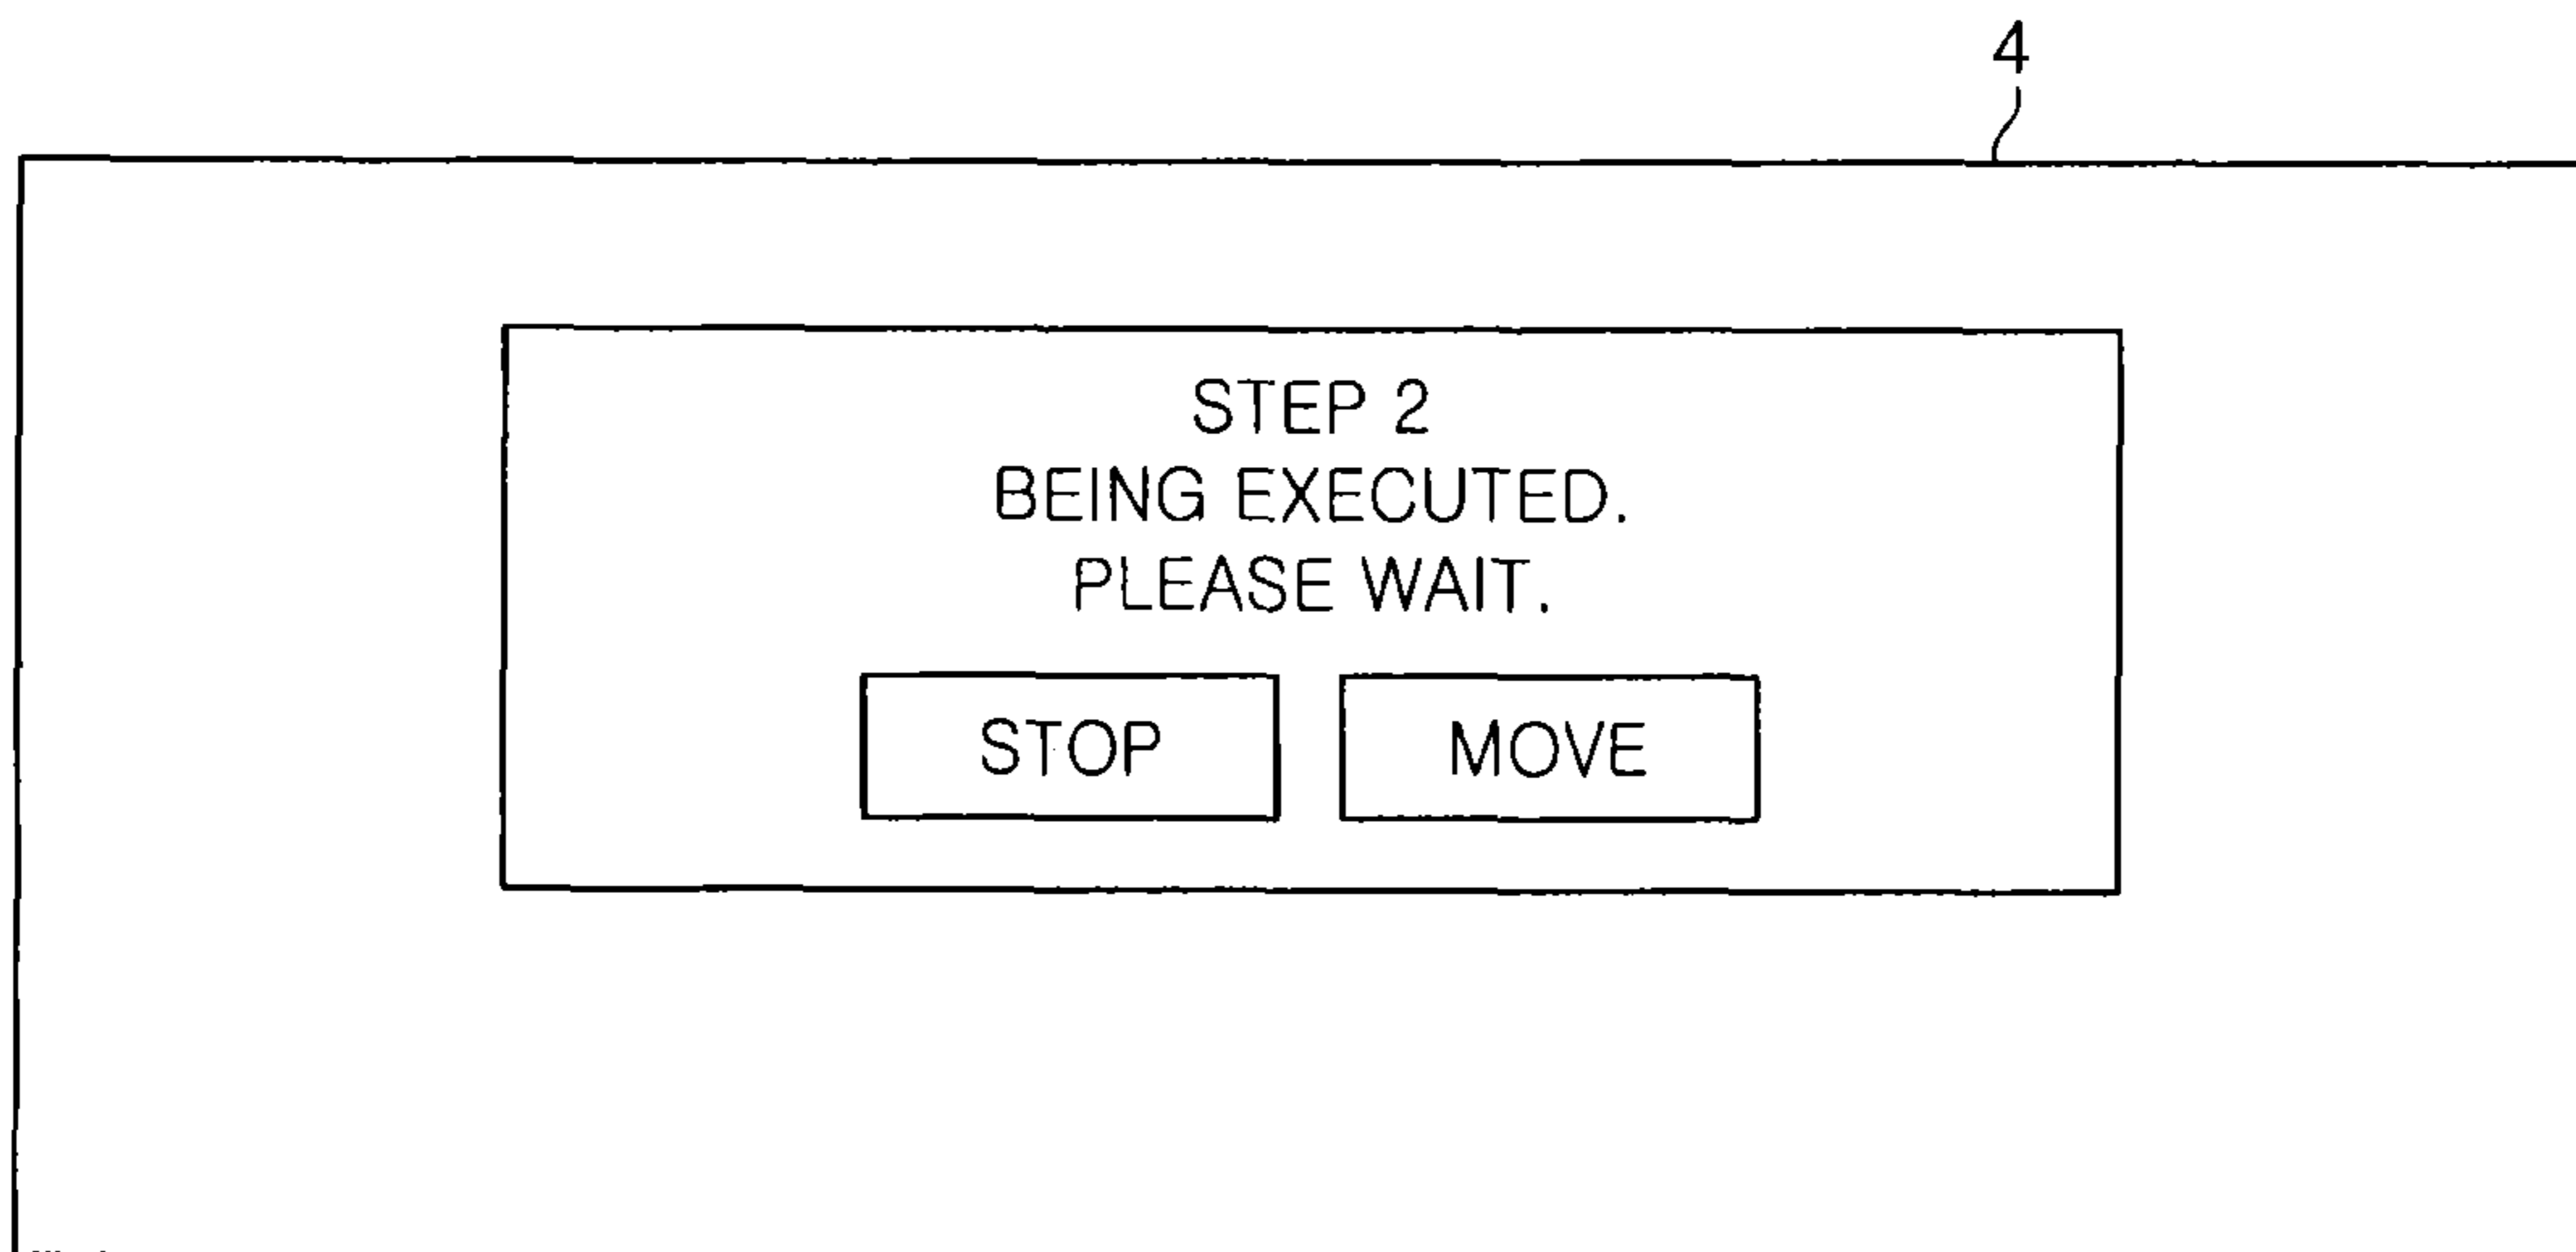 4
STEP 2
BEING EXECUTED.
PLEASE WAIT.
STOP MOVE